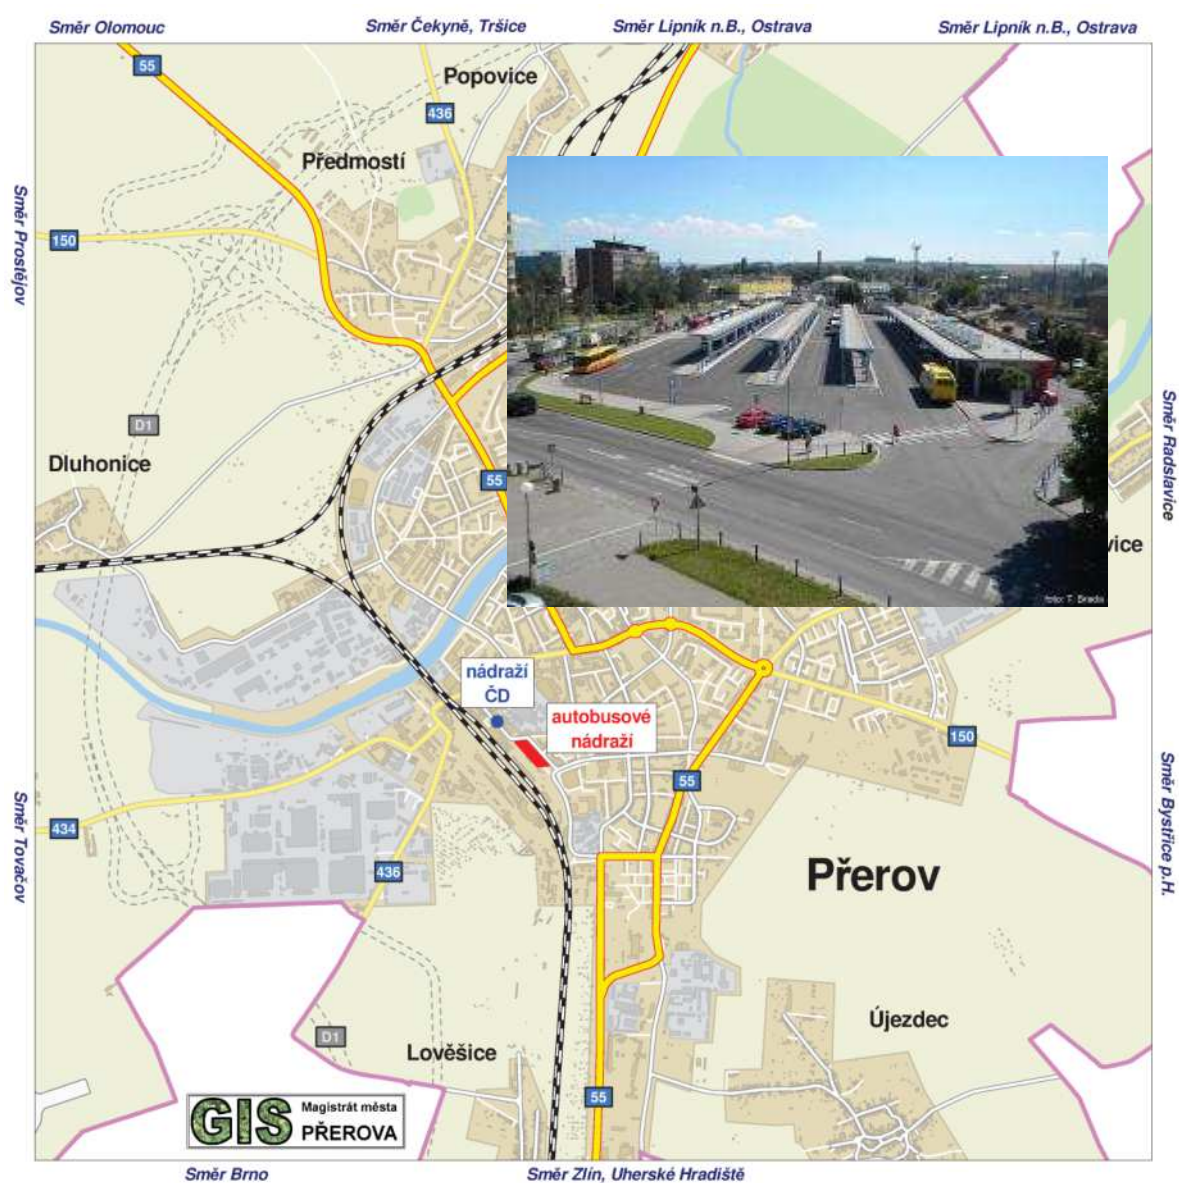 Směr Olomouc
Směr Čekyně, Tršice
Směr Lipník n.B., Ostrava
Směr Lipník n.B., Ostrava
55
Popovice
436
Předmostí
Směr Prostějov
150
D1
Dluhonice
55
Směr Radslavice
vice
foto: T. Brada
nádraží
ČD
autobusové
nádraží
150
55
Směr Tovačov
434
436
Přerov
Směr Bystřice p.H.
D1
Lověšice
Újezdec
55
GIS
Magistrát města
PŘEROVA
Směr Brno
Směr Zlín, Uherské Hradiště